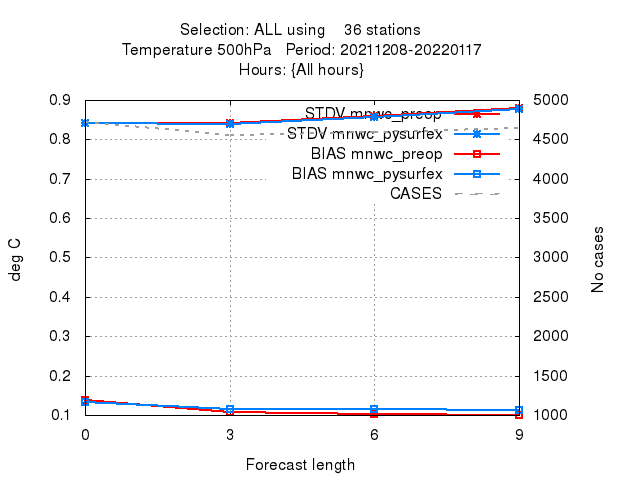 Selection: ALL using 36 stations
Temperature 500hPa Period: 20211208-20220117
Hours: {All hours}
0.9
0.8
0.7
0.6
0.5
0.4
0.3
0.2
0.1
deg C
STDV mnwc_preop
STDV mnwc_pysurfex
BIAS mnwc_preop
BIAS mnwc_pysurfex
CASES
5000
4500
4000
3500
3000
2500
2000
1500
1000
No cases
0 3 6 9
Forecast length